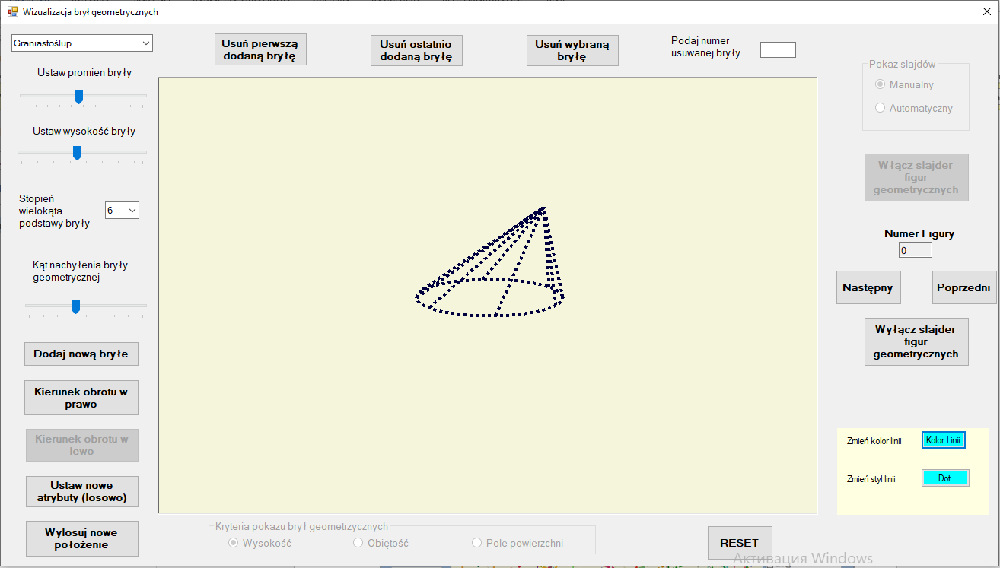 Wizualizacja brył geometrycznych
Graniastośłup
Usuń pierwszą
dodaną bryłę
Usuń ostatnio
dodaną bryłę
Usuń wybraną
bryłę
Podaj numer
usuwanej bryły
Ustaw promien bryły
Ustaw wysokość bryły
Stopień
wielokąta
podstawy bryły
6
Kąt nachylenia bryły
geometrycznej
Dodaj nową bryłe
Kierunek obrotu w
prawo
Kierunek obrotu w
lewo
Ustaw nowe
atrybuty (losowo)
Wylosuj nowe
położenie
Kryteria pokazu brył geometrzycznych
Wysokość
Objętość
Pole powierzchni
RESET
Pokaz slajdów
Manualny
Automatyczny
Włącz slajder
figur
geometrycznych
Numer Figury
0
Następny
Poprzedni
Wyłącz slajder
figur
geometrycznych
Zmień kolor linii
Kolor Linii
Zmień styl linii
Dot
Активация Windows